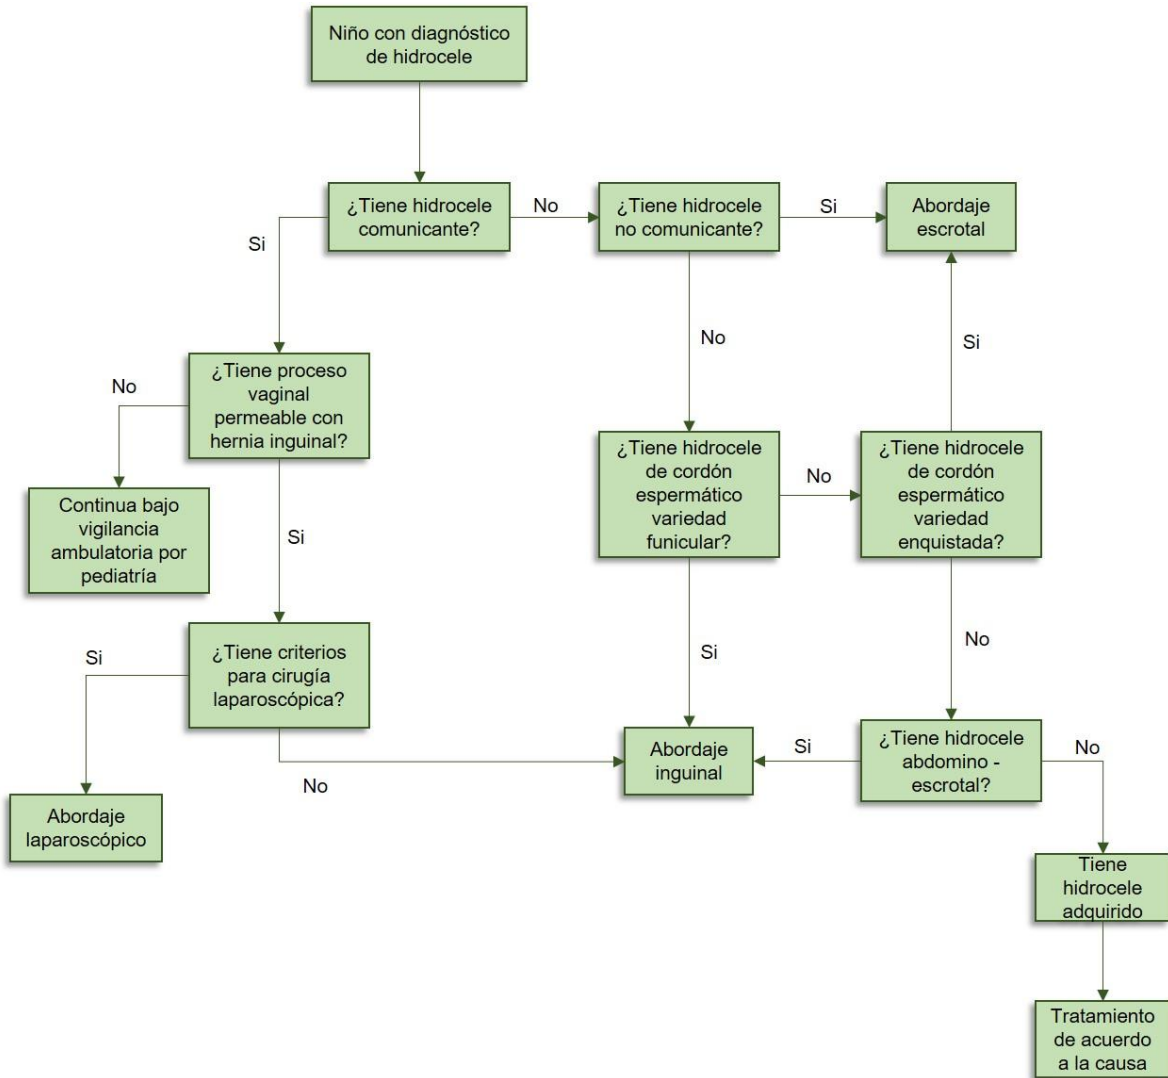 Niño con diagnóstico
de hidrocele
¿Tiene hidrocele
comunicante?
No
¿Tiene hidrocele
no comunicante?
Si
Abordaje
escrotal
Si
No
Si
¿Tiene proceso
vaginal
permeable con
hernia inguinal?
No
Continua bajo
vigilancia
ambulatoria por
pediatría
Si
¿Tiene hidrocele
de cordón
espermático
variedad
funicular?
No
¿Tiene hidrocele
de cordón
espermático
variedad
enquistada?
¿Tiene criterios
para cirugía
laparoscópica?
Si
No
Abordaje
laparoscópico
Si
No
Abordaje
inguinal
Si
¿Tiene hidrocele
abdomino -
escrotal?
No
Tiene
hidrocele
adquirido
Tratamiento
de acuerdo
a la causa